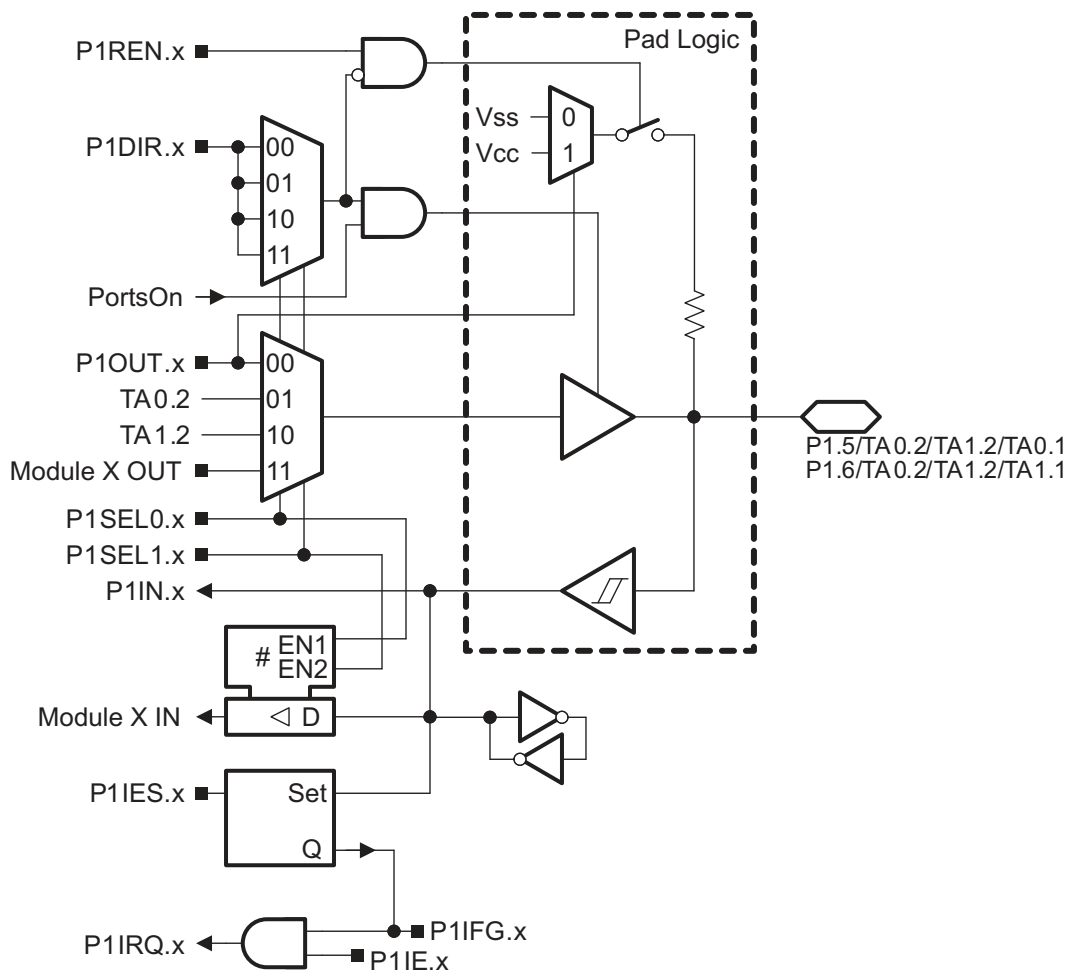 Pad Logic
P1REN.x
Vss 0
Vcc 1
P1DIR.x
00
01
10
11
PortsOn
P1OUT.x 00
TA0.2 01
TA1.2 10
Module X OUT 11
P1.5/TA0.2/TA1.2/TA0.1
P1.6/TA0.2/TA1.2/TA1.1
P1SEL0.x
P1SEL1.x
P1IN.x
# EN1
EN2
Module X IN D
P1IES.x Set
Q
P1IFG.x
P1IRQ.x
P1IE.x